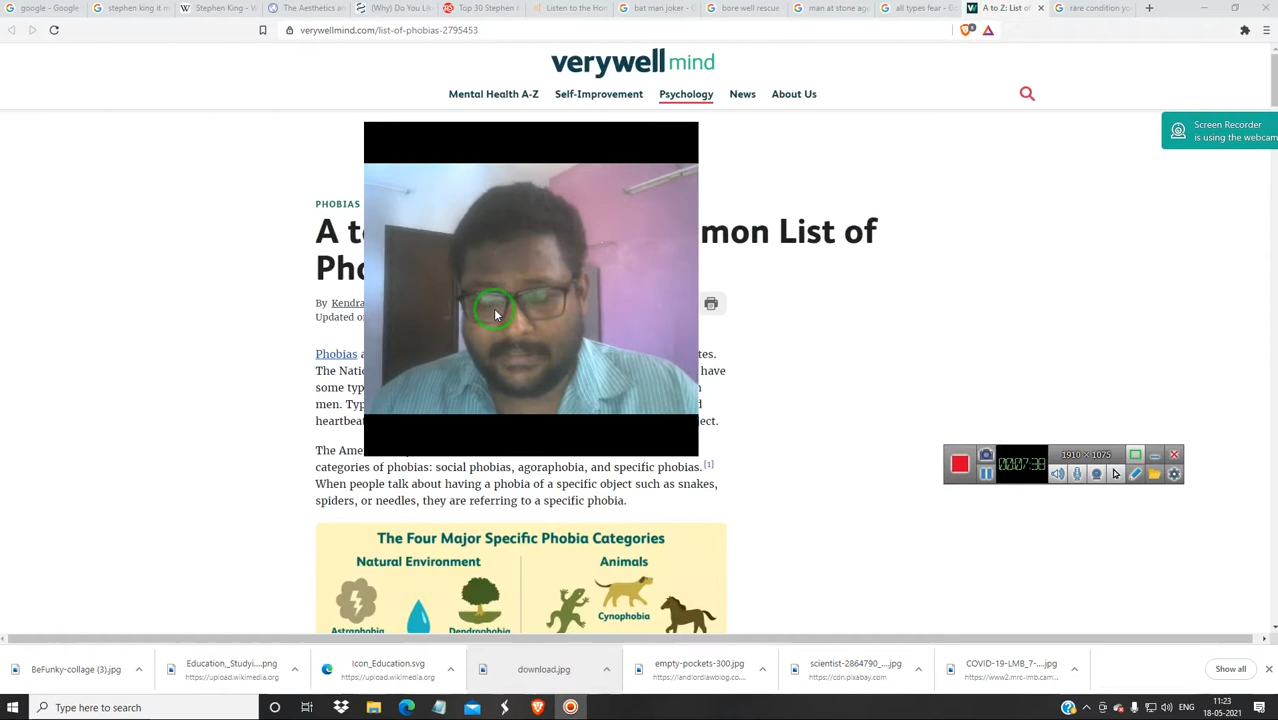 google - Google
stephen king it m
Stephen King - W
The Aesthetics an
(Why) Do You Lik
Top 30 Stephen K
Listen to the Hor
bat man joker - G
bore well rescue
man at stone age
all types fear - Go
A to Z: List of
rare condition yo
verywellmind.com/list-of-phobias-2795453
verywell mind
Mental Health A-Z
Self-Improvement
Psychology
News
About Us
Screen Recorder
is using the webcam
PHOBIAS
A to
mon List of
Pho
By Kendra
Updated o
Phobias a
tes.
The Natio
have
some typ
men. Typ
heartbeat
ect.
The Ame
categories of phobias: social phobias, agoraphobia, and specific phobias. [1]
When people talk about having a phobia of a specific object such as snakes,
spiders, or needles, they are referring to a specific phobia.
00:07:38
1910 × 1075
The Four Major Specific Phobia Categories
Natural Environment
Animals
Cynophobia
Astraphobia
Dendrophobia
BeFunky-collage (3).jpg
Education_Studyi....png
https://upload.wikimedia.org
Icon_Education.svg
https://upload.wikimedia.org
download.jpg
empty-pockets-300.jpg
https://landlordlawblog.co...
scientist-2864790_....jpg
https://cdn.pixabay.com
COVID-19-LMB_7-....jpg
https://www2.mrc-lmb.cam...
Show all
Type here to search
ENG
11:23
18-05-2021